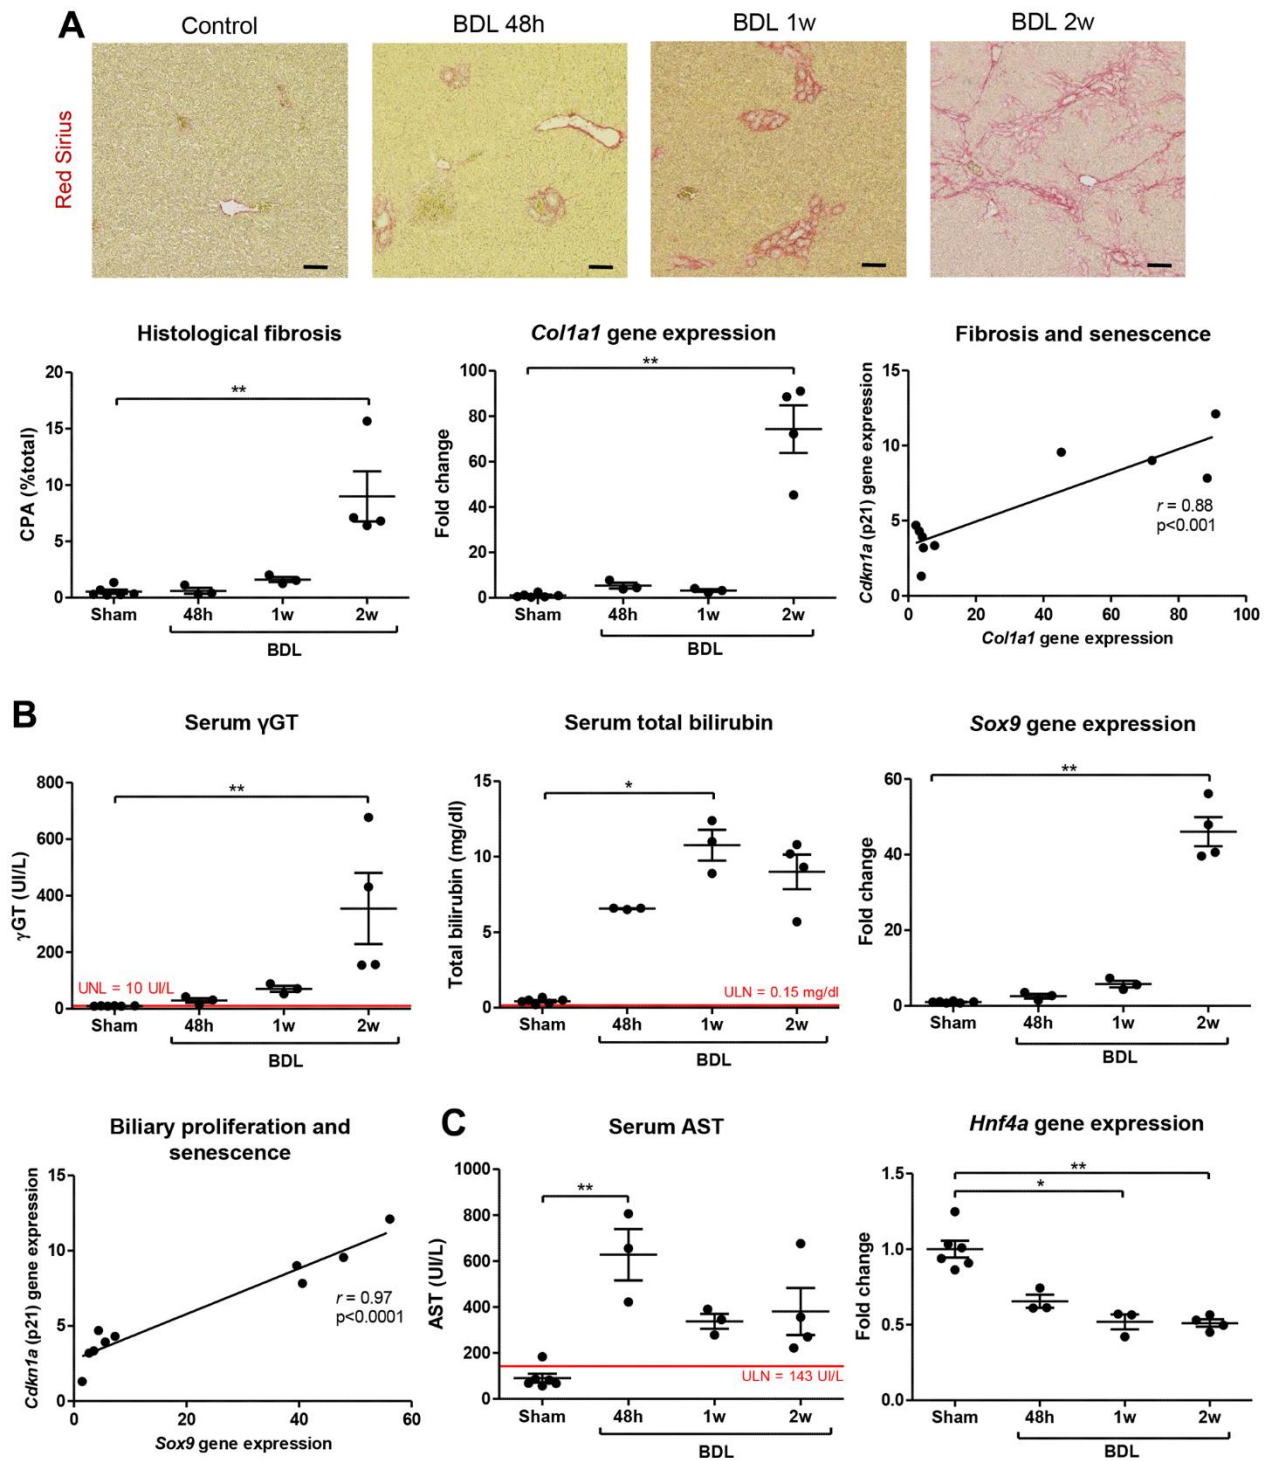 A
Control
BDL 48h
BDL 1w
BDL 2w
Red Sirius
Histological fibrosis
CPA (%total)
20
15
10
5
0
**
Sham
48h
1w
2w
BDL
Col1a1 gene expression
Fold change
100
80
60
40
20
0
**
Sham
48h
1w
2w
BDL
Fibrosis and senescence
Cdkn1a (p21) gene expression
15
10
5
0
r = 0.88
p<0.001
0
20
40
60
80
100
Col1a1 gene expression
B
Serum γGT
γGT (UI/L)
800
600
400
200
0
**
UNL = 10 UI/L
Sham
48h
1w
2w
BDL
Serum total bilirubin
Total bilirubin (mg/dl)
15
10
5
0
*
ULN = 0.15 mg/dl
Sham
48h
1w
2w
BDL
Sox9 gene expression
Fold change
60
40
20
0
**
Sham
48h
1w
2w
BDL
Biliary proliferation and
senescence
Cdkn1a (p21) gene expression
15
10
5
0
r = 0.97
p<0.0001
0
20
40
60
Sox9 gene expression
C
Serum AST
AST (UI/L)
1000
800
600
400
200
0
**
ULN = 143 UI/L
Sham
48h
1w
2w
BDL
Hnf4a gene expression
Fold change
1.5
1.0
0.5
0.0
**
*
Sham
48h
1w
2w
BDL